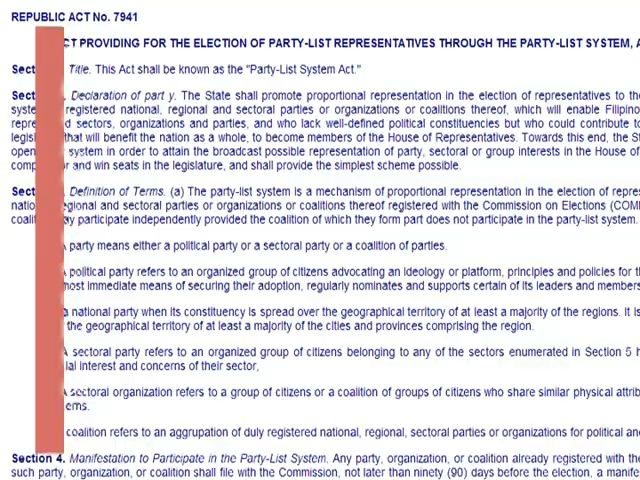 REPUBLIC ACT No. 7941
CT PROVIDING FOR THE ELECTION OF PARTY-LIST REPRESENTATIVES THROUGH THE PARTY-LIST SYSTEM, A
Sect Title. This Act shall be known as the "Party-List System Act."
Sect . Declaration of part y. The State shall promote proportional representation in the election of representatives to the
syste registered national, regional and sectoral parties or organizations or coalitions thereof, which will enable Filipino
repre d sectors, organizations and parties, and who lack well-defined political constituencies but who could contribute to
legisl that will benefit the nation as a whole, to become members of the House of Representatives. Towards this end, the St
open system in order to attain the broadcast possible representation of party, sectoral or group interests in the House of
comp r and win seats in the legislature, and shall provide the simplest scheme possible.
Sect . Definition of Terms. (a) The party-list system is a mechanism of proportional representation in the election of repres
natio egional and sectoral parties or organizations or coalitions thereof registered with the Commission on Elections (COM
coalit ay participate independently provided the coalition of which they form part does not participate in the party-list system.
party means either a political party or a sectoral party or a coalition of parties.
political party refers to an organized group of citizens advocating an ideology or platform, principles and policies for t
most immediate means of securing their adoption, regularly nominates and supports certain of its leaders and members
a national party when its constituency is spread over the geographical territory of at least a majority of the regions. It is
the geographical territory of at least a majority of the cities and provinces comprising the region.
A sectoral party refers to an organized group of citizens belonging to any of the sectors enumerated in Section 5 h
ial interest and concerns of their sector,
sectoral organization refers to a group of citizens or a coalition of groups of citizens who share similar physical attrib
erns.
coalition refers to an aggrupation of duly registered national, regional, sectoral parties or organizations for political an
Section 4. Manifestation to Participate in the Party-List System. Any party, organization, or coalition already registered with the
such party, organization, or coalition shall file with the Commission, not later than ninety (90) days before the election, a manife